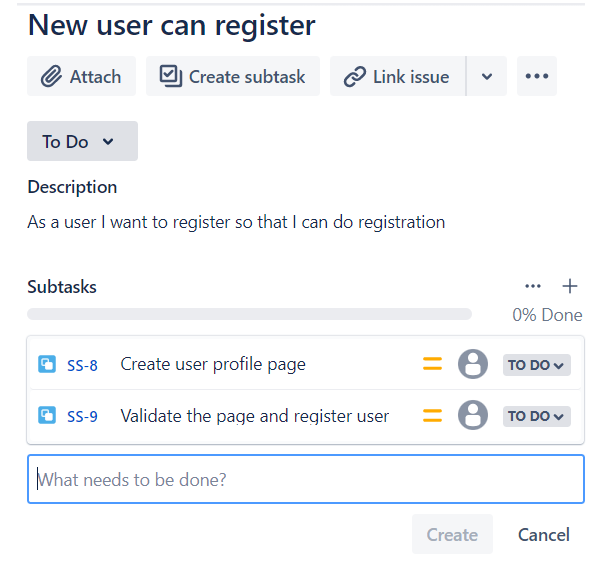 New user can register
Attach Create subtask Link issue
To Do
Description
As a user I want to register so that I can do registration
Subtasks
0% Done
SS-8 Create user profile page TO DO
SS-9 Validate the page and register user TO DO
What needs to be done?
Create Cancel